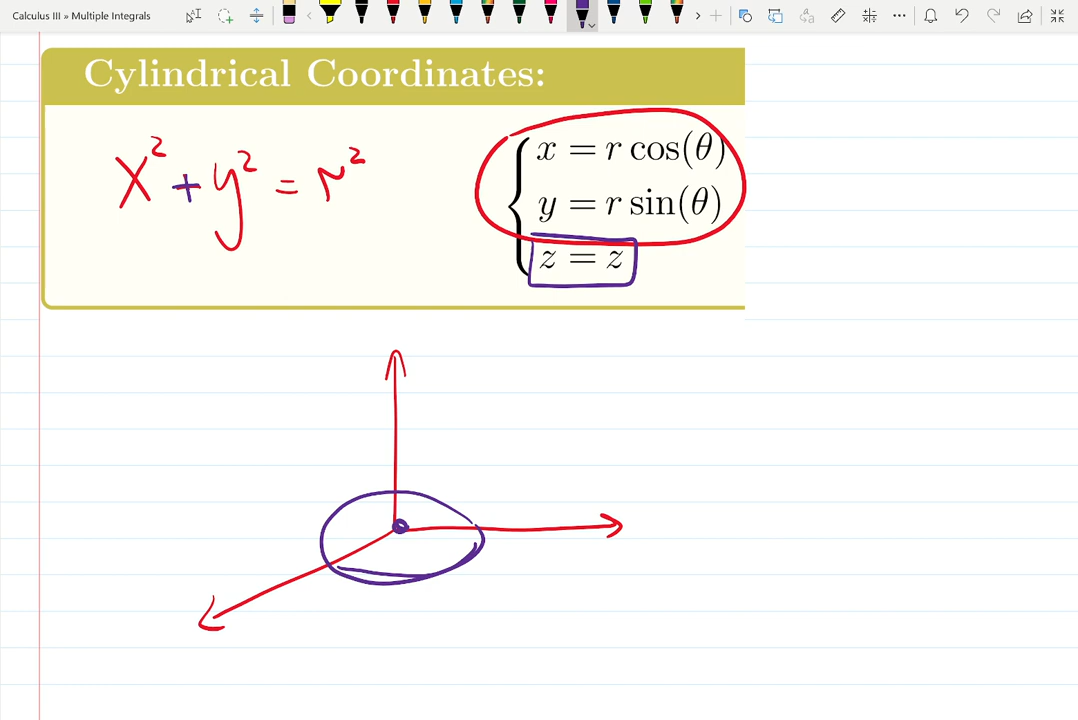 Calculus III » Multiple Integrals
Cylindrical Coordinates:
x² + y² = r²
x = r cos(θ)
y = r sin(θ)
z = z